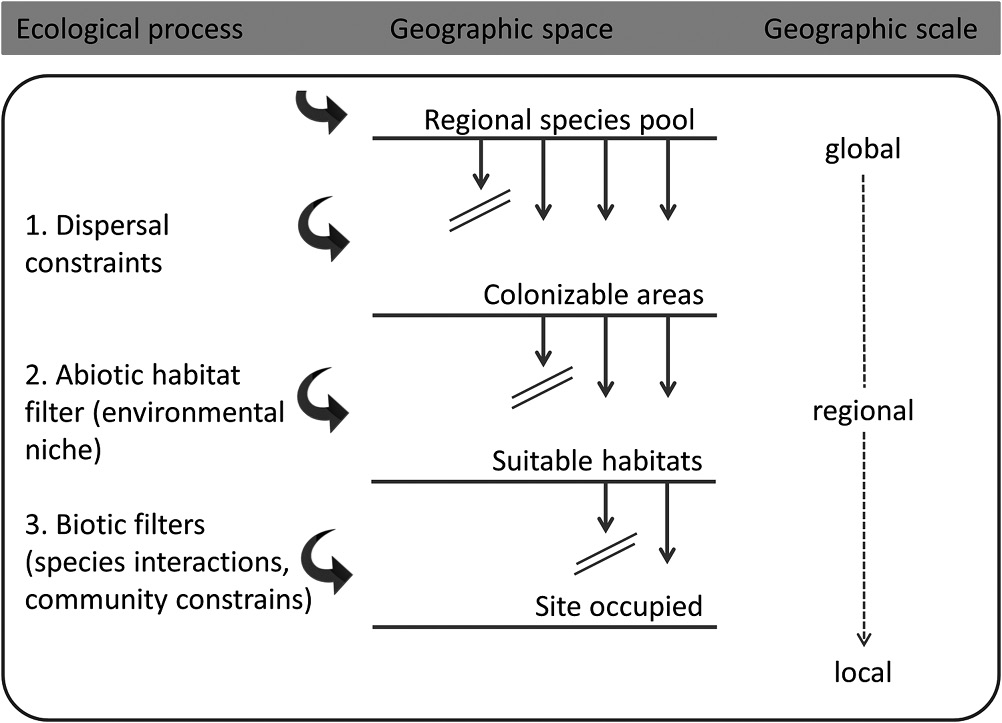 Ecological process
Geographic space
Geographic scale
Regional species pool
global
1. Dispersal
constraints
Colonizable areas
2. Abiotic habitat
filter (environmental
niche)
regional
Suitable habitats
3. Biotic filters
(species interactions,
community constrains)
Site occupied
local